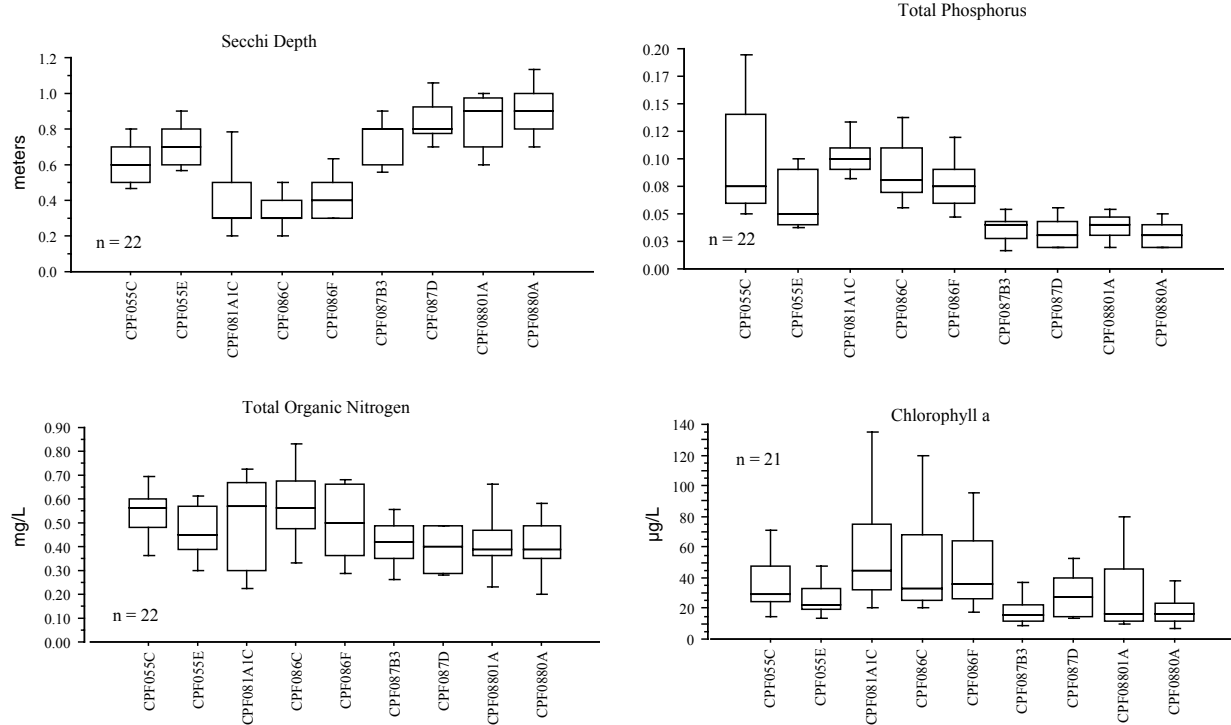 Secchi Depth
meters
1.2
1.0
0.8
0.6
0.4
0.2
0.0
n = 22
CPF055C
CPF055E
CPF081A1C
CPF086C
CPF086F
CPF087B3
CPF087D
CPF08801A
CPF0880A
Total Phosphorus
0.20
0.17
0.15
0.12
0.10
0.08
0.05
0.03
0.00
n = 22
CPF055C
CPF055E
CPF081A1C
CPF086C
CPF086F
CPF087B3
CPF087D
CPF08801A
CPF0880A
Total Organic Nitrogen
mg/L
0.90
0.80
0.70
0.60
0.50
0.40
0.30
0.20
0.10
0.00
n = 22
CPF055C
CPF055E
CPF081A1C
CPF086C
CPF086F
CPF087B3
CPF087D
CPF08801A
CPF0880A
Chlorophyll a
µg/L
140
120
100
80
60
40
20
0
n = 21
CPF055C
CPF055E
CPF081A1C
CPF086C
CPF086F
CPF087B3
CPF087D
CPF08801A
CPF0880A